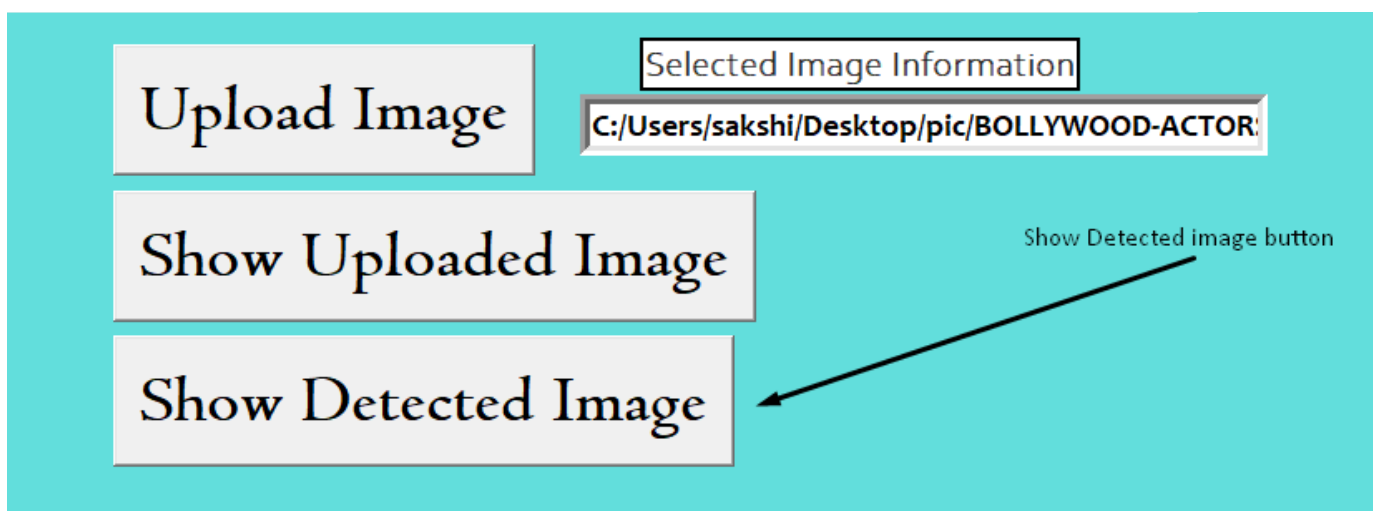 Upload Image
Selected Image Information
C:/Users/sakshi/Desktop/pic/BOLLYWOOD-ACTORS
Show Uploaded Image
Show Detected image button
Show Detected Image